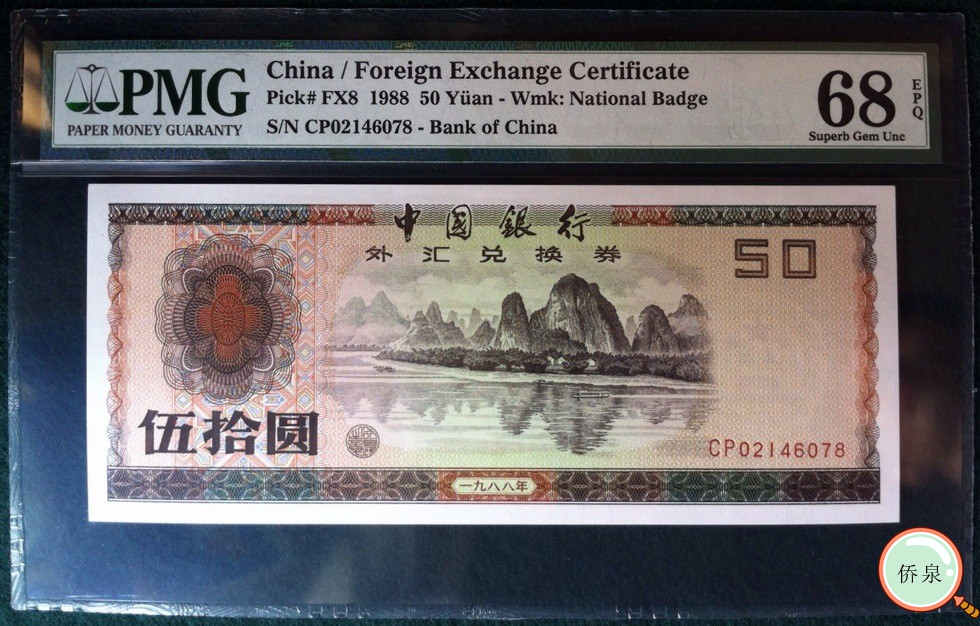 PMG
PAPER MONEY GUARANTY
China / Foreign Exchange Certificate
Pick# FX8 1988 50 Yüan - Wmk: National Badge
S/N CP02146078 - Bank of China
68
EPQ
Superb Gem Unc
中國銀行
外汇兑换券
50
伍拾圆
CP02146078
一九八八年
侨泉